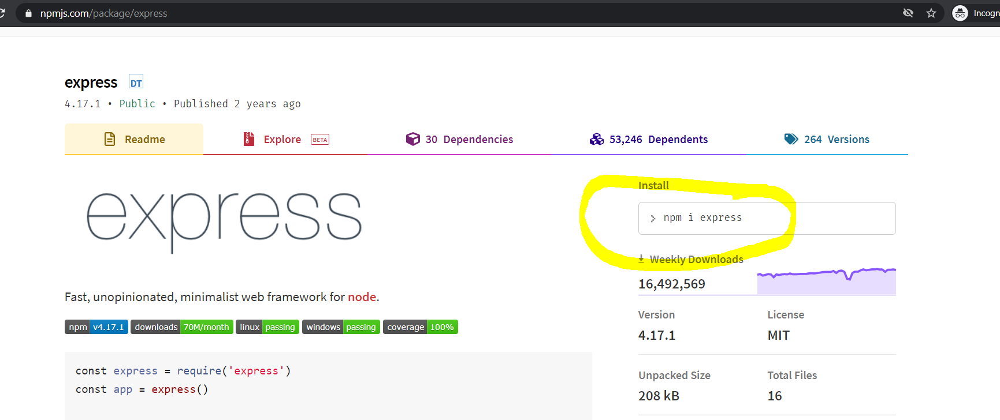 npmjs.com/package/express
Incogn
express DT
4.17.1 • Public • Published 2 years ago
Readme
Explore BETA
30 Dependencies
53,246 Dependents
264 Versions
express
Fast, unopinionated, minimalist web framework for node.
npm v4.17.1 downloads 70M/month linux passing windows passing coverage 100%
const express = require('express')
const app = express()
Install
> npm i express
Weekly Downloads
16,492,569
Version
4.17.1
License
MIT
Unpacked Size
208 kB
Total Files
16